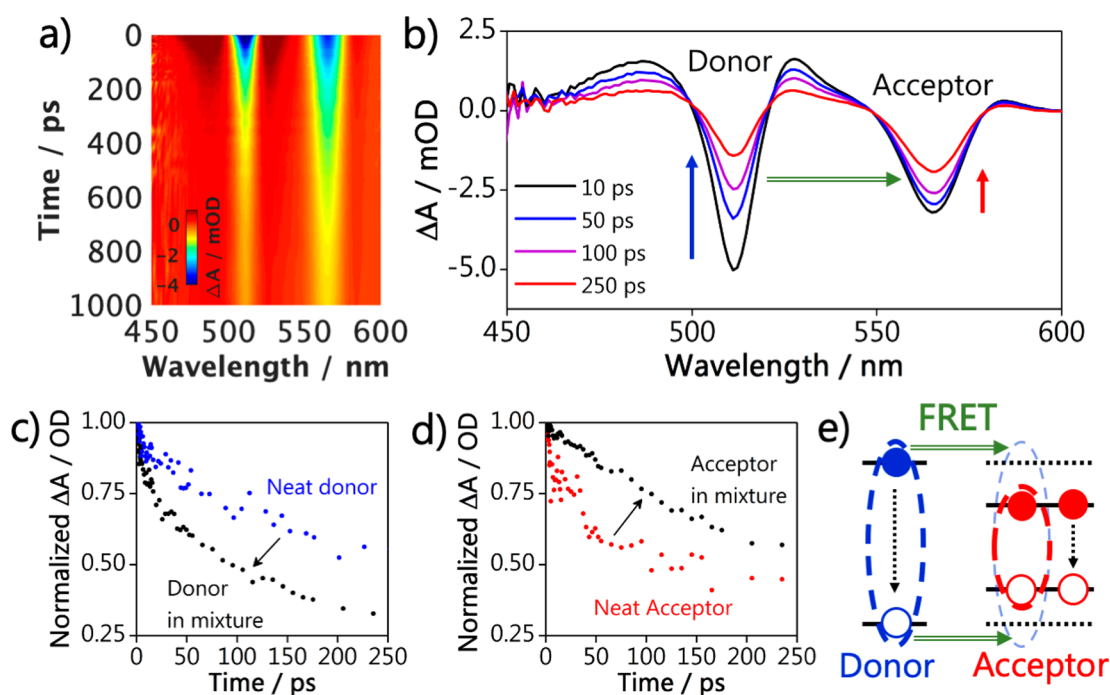 a)
0
200
400
600
800
1000
Time / ps
0
−2
−4
ΔA / mOD
450 500 550 600
Wavelength / nm
b)
2.5
0.0
-2.5
-5.0
ΔA / mOD
Donor
Acceptor
10 ps
50 ps
100 ps
250 ps
450 500 550 600
Wavelength / nm
c)
1.00
0.75
0.50
0.25
Normalized ΔA / OD
Neat donor
Donor
in mixture
0 50 100 150 200 250
Time / ps
d)
1.00
0.75
0.50
0.25
Normalized ΔA / OD
Acceptor
in mixture
Neat Acceptor
0 50 100 150 200 250
Time / ps
e)
FRET
Donor
Acceptor